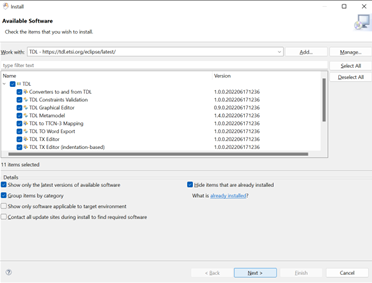 Install
Available Software
Check the items that you wish to install.
Work with: TDL - https://tdl.etsi.org/eclipse/latest/
Add...
Manage...
type filter text
Select All
Deselect All
Name Version
TDL
Converters to and from TDL 1.0.0.202206171236
TDL Constraints Validation 1.0.0.202206171236
TDL Graphical Editor 0.9.0.202206171236
TDL Metamodel 1.4.0.202206171236
TDL to TTCN-3 Mapping 1.0.0.202206171236
TDL TO Word Export 1.0.0.202206171236
TDL TX Editor 1.0.0.202206171236
TDL TX Editor (indentation-based) 1.0.0.202206171236
11 items selected
Details
Show only the latest versions of available software
Hide items that are already installed
Group items by category
What is already installed?
Show only software applicable to target environment
Contact all update sites during install to find required software
< Back
Next >
Finish
Cancel